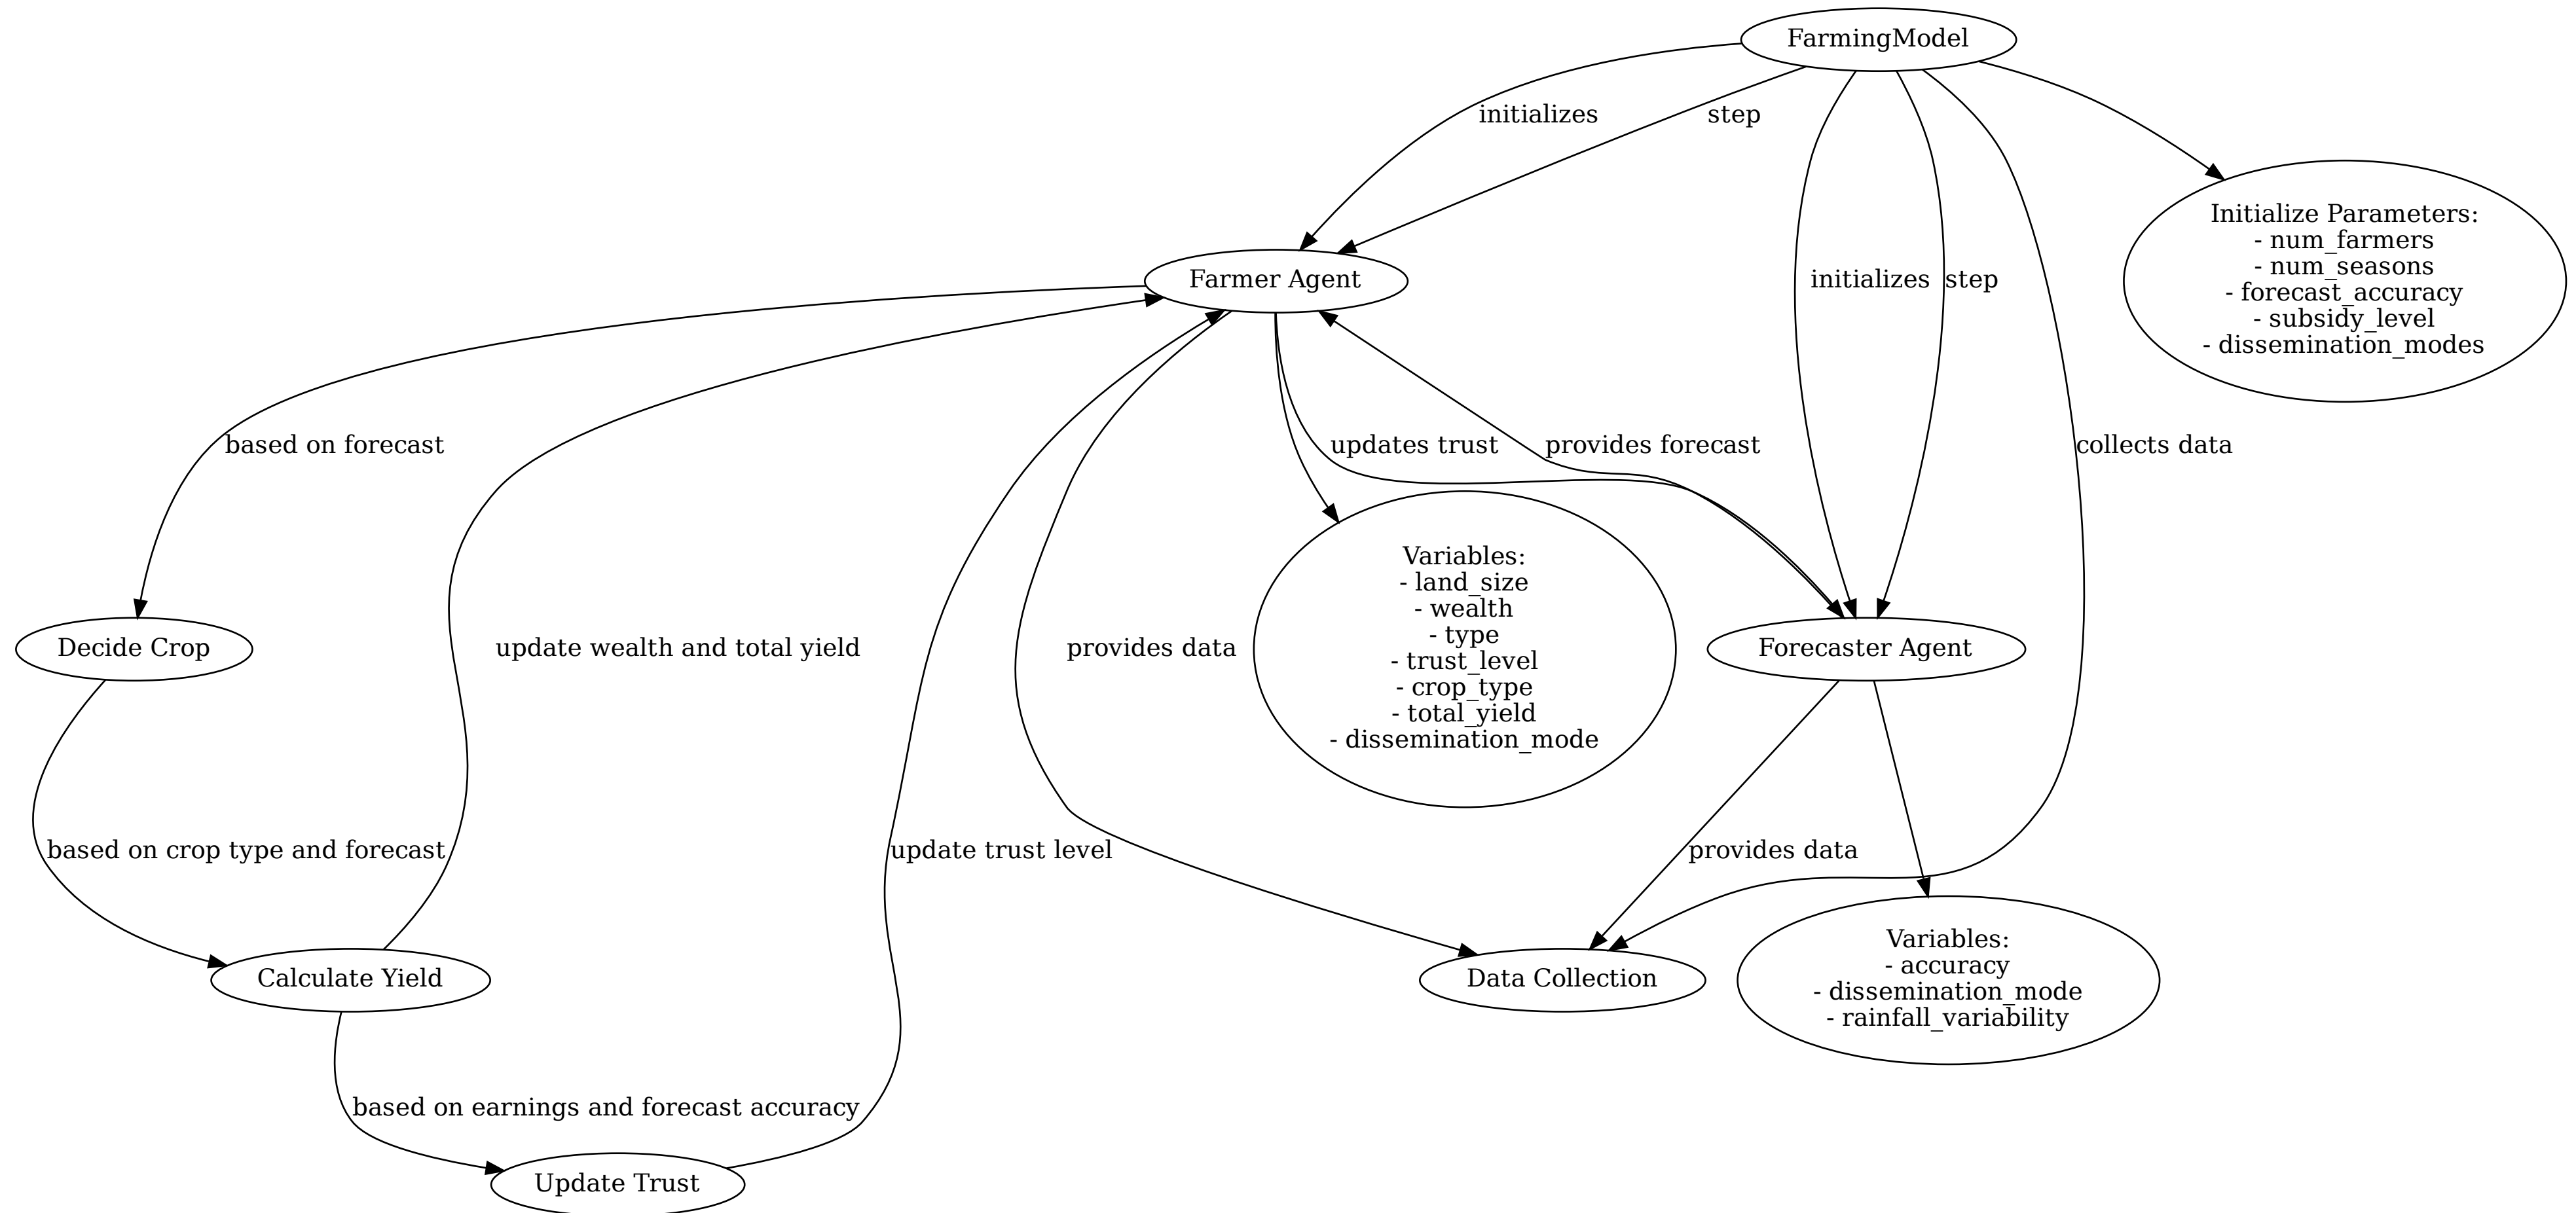 FarmingModel
initializes
step
Initialize Parameters:
- num_farmers
- num_seasons
- forecast_accuracy
- subsidy_level
- dissemination_modes
Farmer Agent
initializes
step
based on forecast
updates trust
provides forecast
collects data
Variables:
- land_size
- wealth
- type
- trust_level
- crop_type
- total_yield
- dissemination_mode
Decide Crop
update wealth and total yield
provides data
Forecaster Agent
based on crop type and forecast
update trust level
provides data
Calculate Yield
Data Collection
Variables:
- accuracy
- dissemination_mode
- rainfall_variability
based on earnings and forecast accuracy
Update Trust